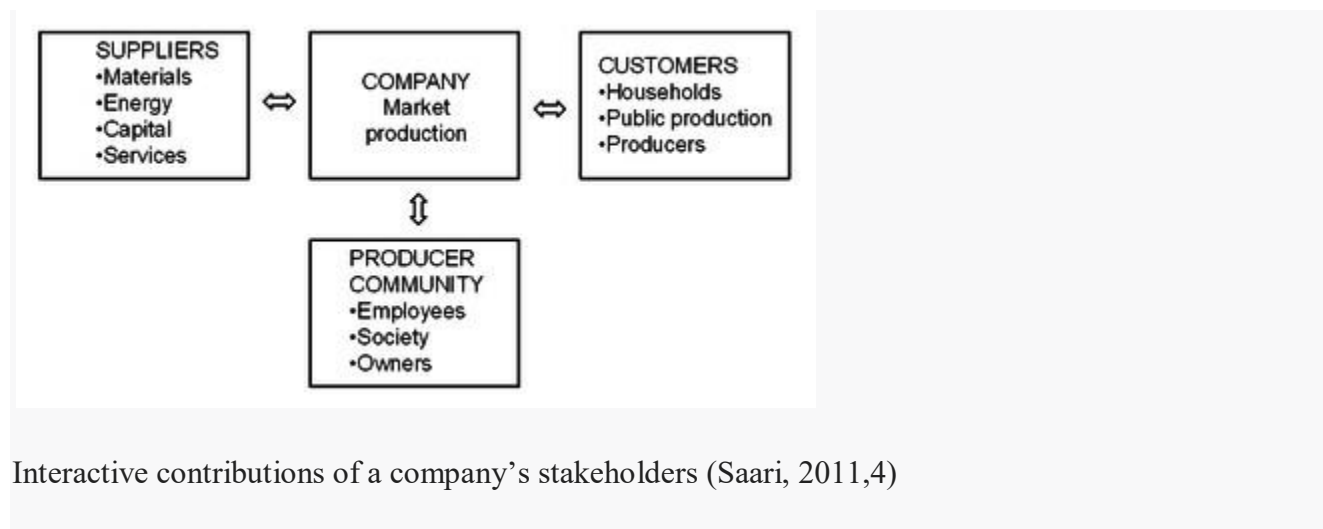 SUPPLIERS
•Materials
•Energy
•Capital
•Services
COMPANY
Market
production
CUSTOMERS
•Households
•Public production
•Producers
PRODUCER
COMMUNITY
•Employees
•Society
•Owners
Interactive contributions of a company’s stakeholders (Saari, 2011,4)